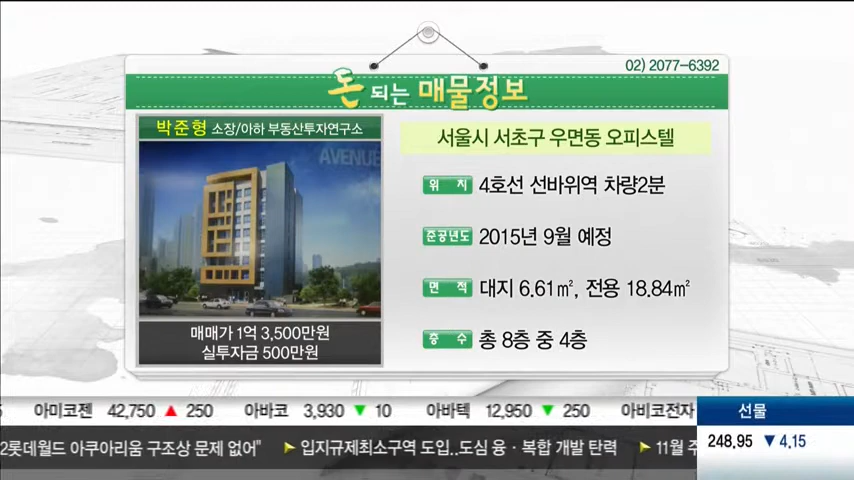 02) 2077-6392
돈 되는 매물정보
박준형 소장/아하 부동산투자연구소
AVENUE
매매가 1억 3,500만원
실투자금 500만원
서울시 서초구 우면동 오피스텔
위 치 4호선 선바위역 차량2분
준공년도 2015년 9월 예정
면 적 대지 6.61㎡, 전용 18.84㎡
층 수 총 8층 중 4층
아미코젠 42,750 ▲ 250 아바코 3,930 ▼ 10 아바텍 12,950 ▼ 250 아비코전자
선물
248,95 ▼ 4,15
2롯데월드 아쿠아리움 구조상 문제 없어" ▶ 입지규제최소구역 도입..도심 융·복합 개발 탄력 ▶ 11월 주